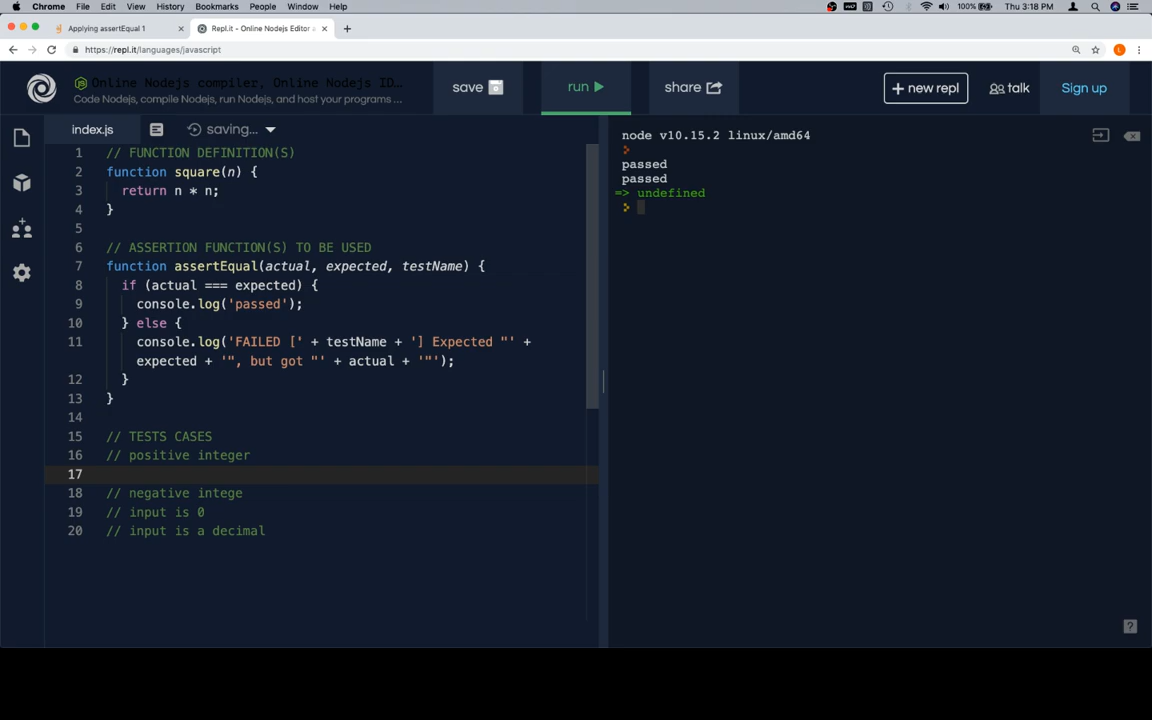 Chrome File Edit View History Bookmarks People Window Help 100% Thu 3:18 PM
Applying assertEqual 1
Repl.it - Online Nodejs Editor
https://repl.it/languages/javascript
Online Nodejs compiler, Online Nodejs ID...
Code Nodejs, compile Nodejs, run Nodejs, and host your programs ...
save
run
share
+ new repl
talk
Sign up
index.js
saving...
1 // FUNCTION DEFINITION(S)
2 function square(n) {
3 return n * n;
4 }
5
6 // ASSERTION FUNCTION(S) TO BE USED
7 function assertEqual(actual, expected, testName) {
8 if (actual === expected) {
9 console.log('passed');
10 } else {
11 console.log('FAILED [' + testName + '] Expected "' +
expected + '", but got "' + actual + '"');
12 }
13 }
14
15 // TESTS CASES
16 // positive integer
17
18 // negative intege
19 // input is 0
20 // input is a decimal
node v10.15.2 linux/amd64
passed
passed
=> undefined
?